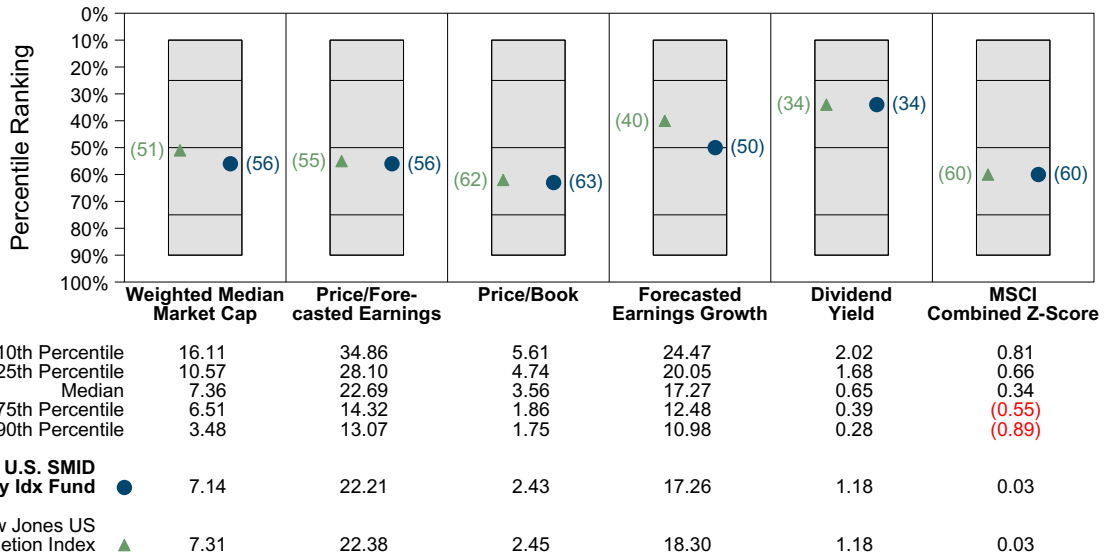 0%
10%
20%
30%
40%
50%
60%
70%
80%
90%
100%
Percentile Ranking
(51)
(56)
(55)
(56)
(62)
(63)
(40)
(50)
(34)
(34)
(60)
(60)
Weighted Median Market Cap
Price/Fore-casted Earnings
Price/Book
Forecasted Earnings Growth
Dividend Yield
MSCI Combined Z-Score
10th Percentile 16.11 34.86 5.61 24.47 2.02 0.81
25th Percentile 10.57 28.10 4.74 20.05 1.68 0.66
Median 7.36 22.69 3.56 17.27 0.65 0.34
75th Percentile 6.51 14.32 1.86 12.48 0.39 (0.55)
90th Percentile 3.48 13.07 1.75 10.98 0.28 (0.89)
U.S. SMID
y Idx Fund 7.14 22.21 2.43 17.26 1.18 0.03
w Jones US
etion Index 7.31 22.38 2.45 18.30 1.18 0.03